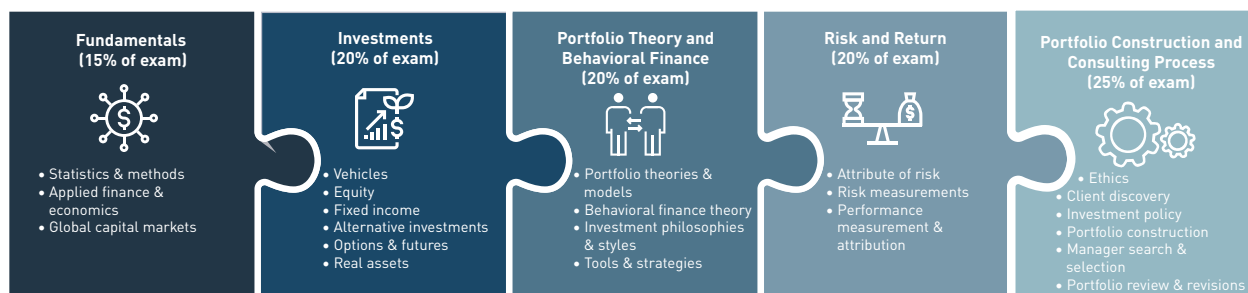 Fundamentals
(15% of exam)
$
• Statistics & methods
• Applied finance &
economics
• Global capital markets
Investments
(20% of exam)
$
• Vehicles
• Equity
• Fixed income
• Alternative investments
• Options & futures
• Real assets
Portfolio Theory and
Behavioral Finance
(20% of exam)
• Portfolio theories &
models
• Behavioral finance theory
• Investment philosophies
& styles
• Tools & strategies
Risk and Return
(20% of exam)
$
• Attribute of risk
• Risk measurements
• Performance
measurement &
attribution
Portfolio Construction and
Consulting Process
(25% of exam)
• Ethics
• Client discovery
• Investment policy
• Portfolio construction
• Manager search &
selection
• Portfolio review & revisions